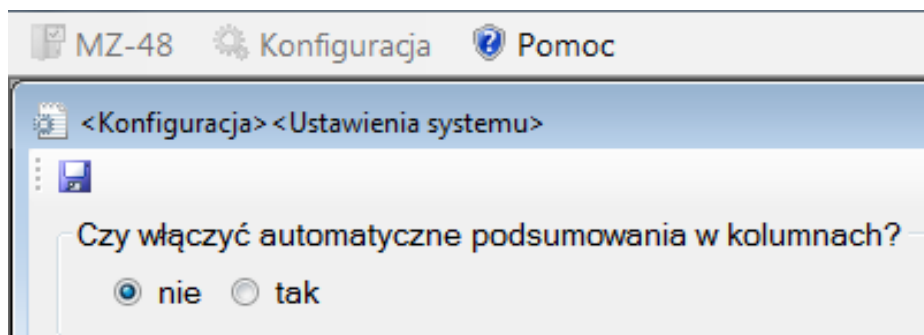 MZ-48 Konfiguracja Pomoc
<Konfiguracja><Ustawienia systemu>
Czy włączyć automatyczne podsumowania w kolumnach?
nie tak